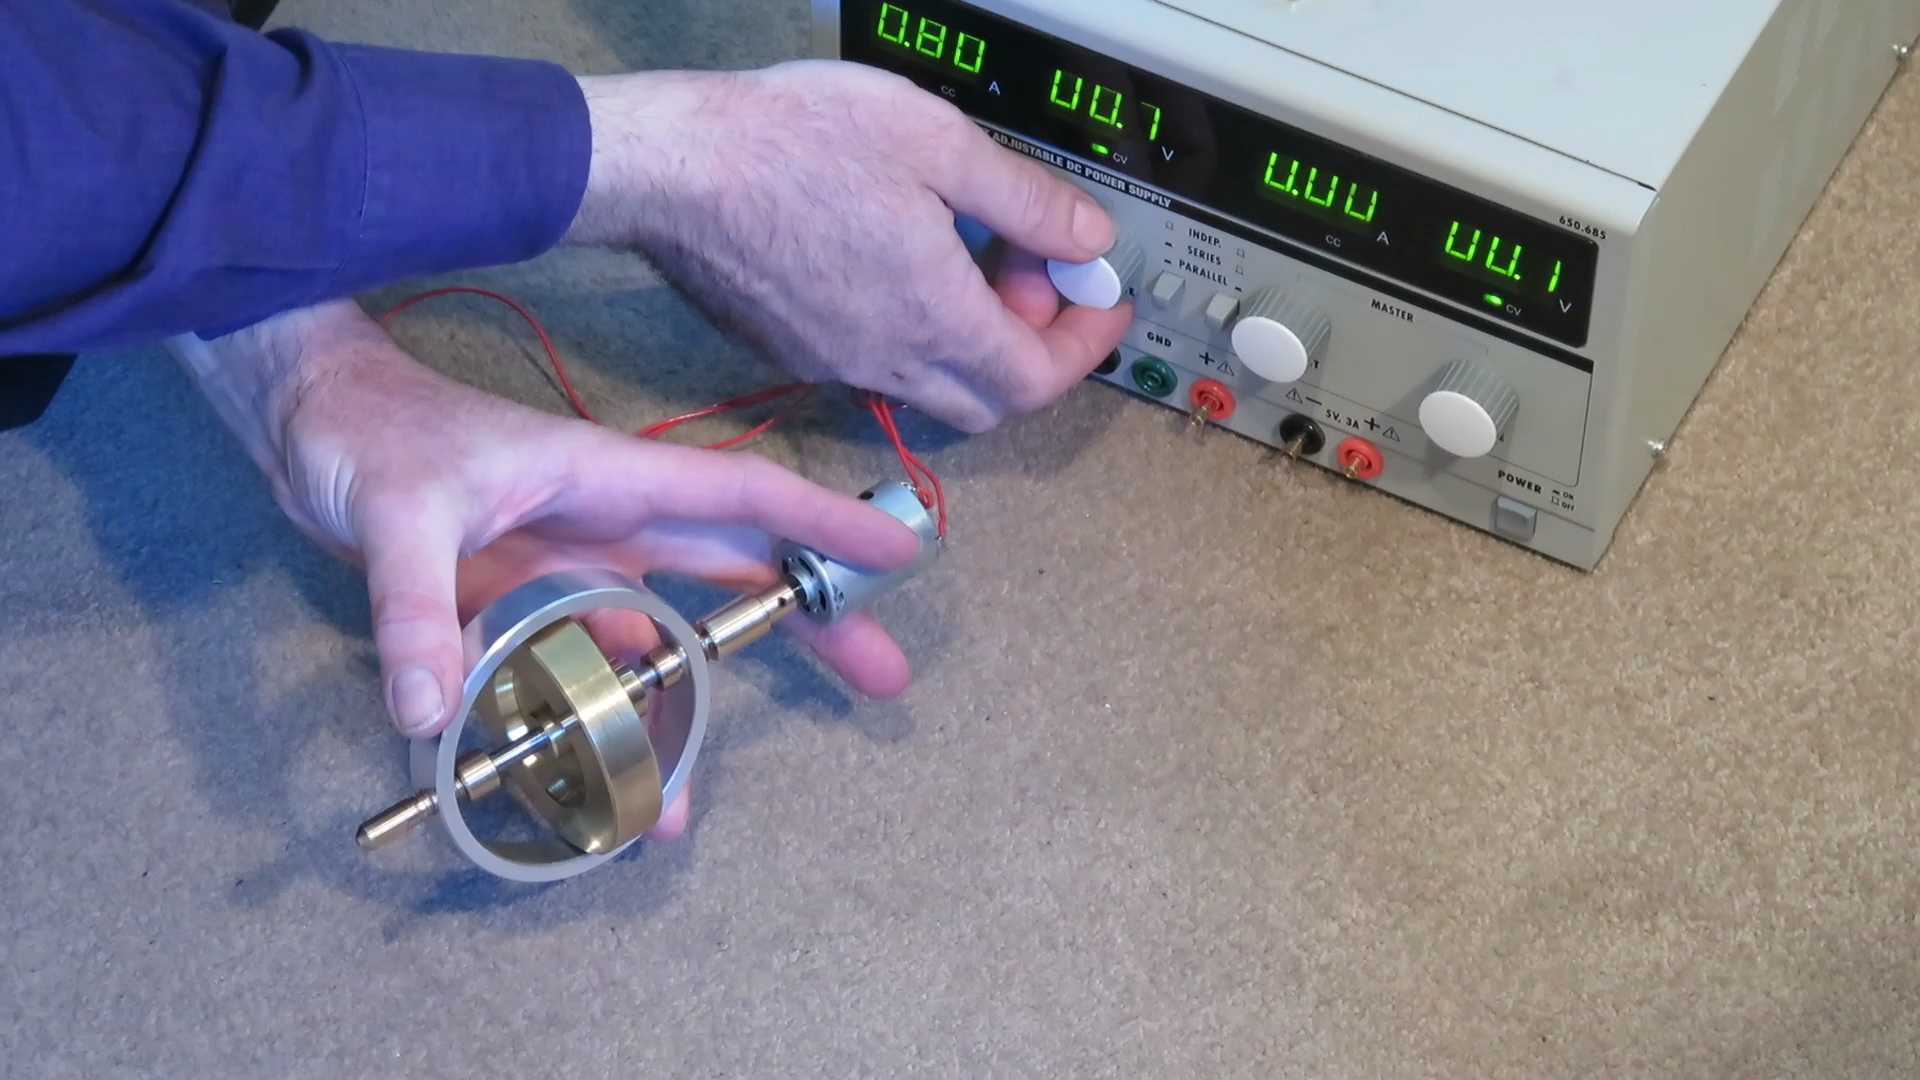 0.80 A
CC
00.7 V
CV
0.00 A
CC
00.1 V
CV
650.685
ADJUSTABLE DC POWER SUPPLY
INDEP.
SERIES
PARALLEL
MASTER
GND
+
−
5V, 3A
+
POWER
ON
OFF